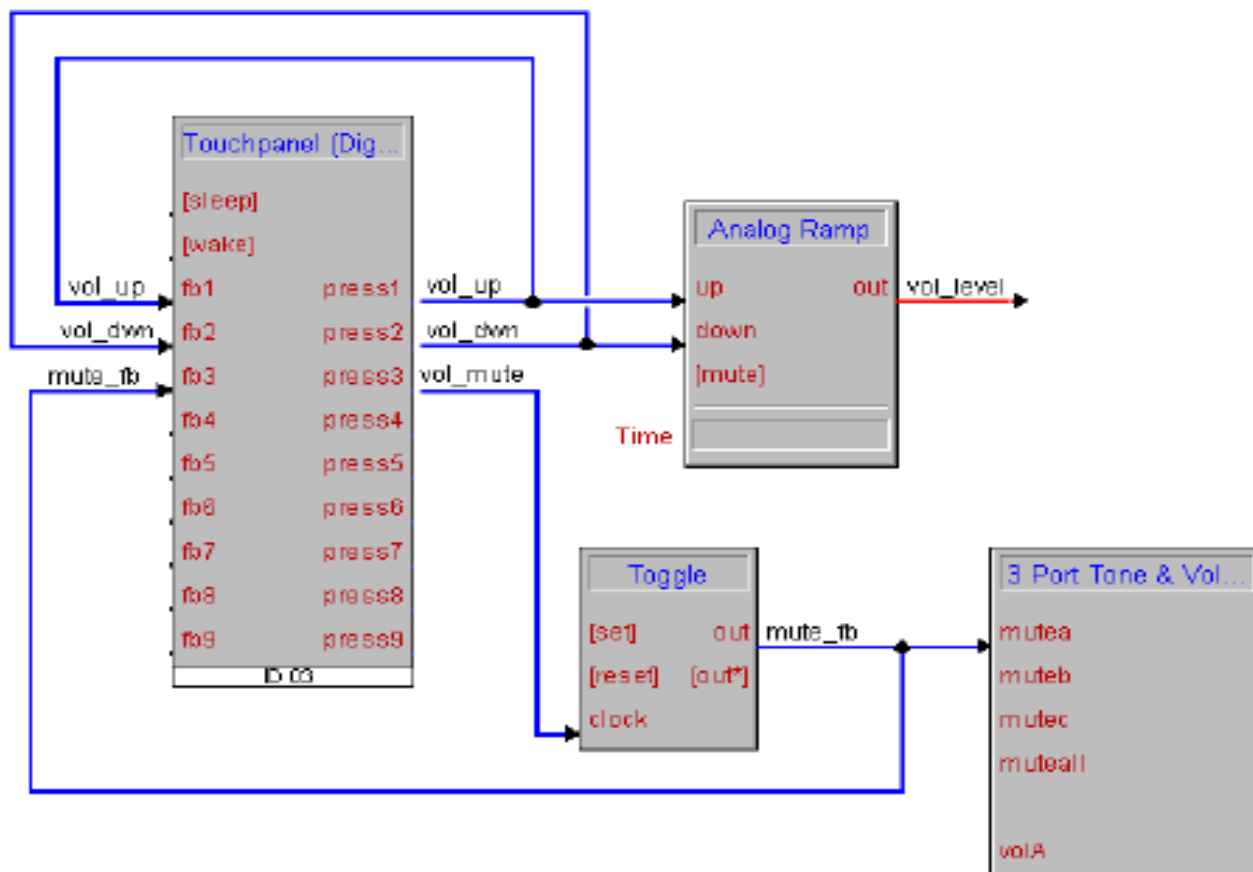 Touchpanel (Dig...
[sleep]
[wake]
vol_up
fb1
press1
vol_up
vol_dwn
fb2
press2
vol_dwn
mute_fb
fb3
press3
vol_mute
fb4
press4
fb5
press5
fb6
press6
fb7
press7
fb8
press8
fb9
press9
ID 03
Analog Ramp
up
out
vol_level
down
[mute]
Time
Toggle
[set]
out
mute_fb
[reset]
[out*]
clock
3 Port Tone & Vol...
mutea
muteb
mutec
muteall
volA